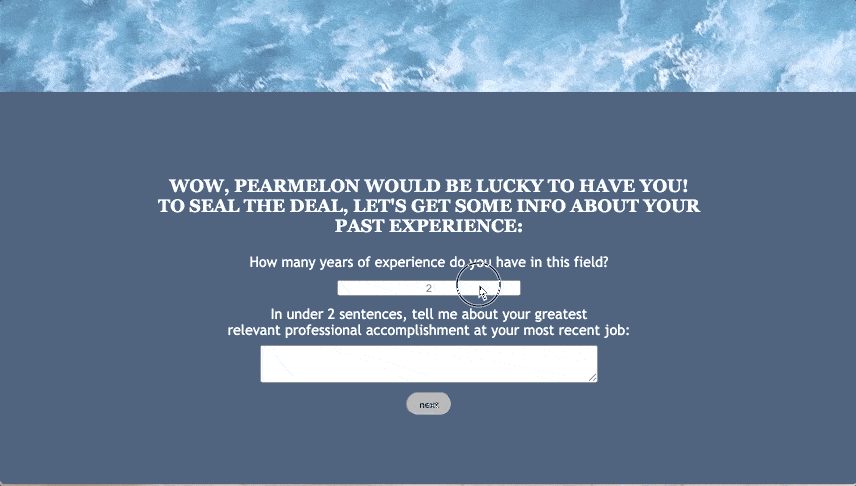 WOW, PEARMELON WOULD BE LUCKY TO HAVE YOU!
TO SEAL THE DEAL, LET'S GET SOME INFO ABOUT YOUR
PAST EXPERIENCE:
How many years of experience do you have in this field?
2
In under 2 sentences, tell me about your greatest
relevant professional accomplishment at your most recent job:
next